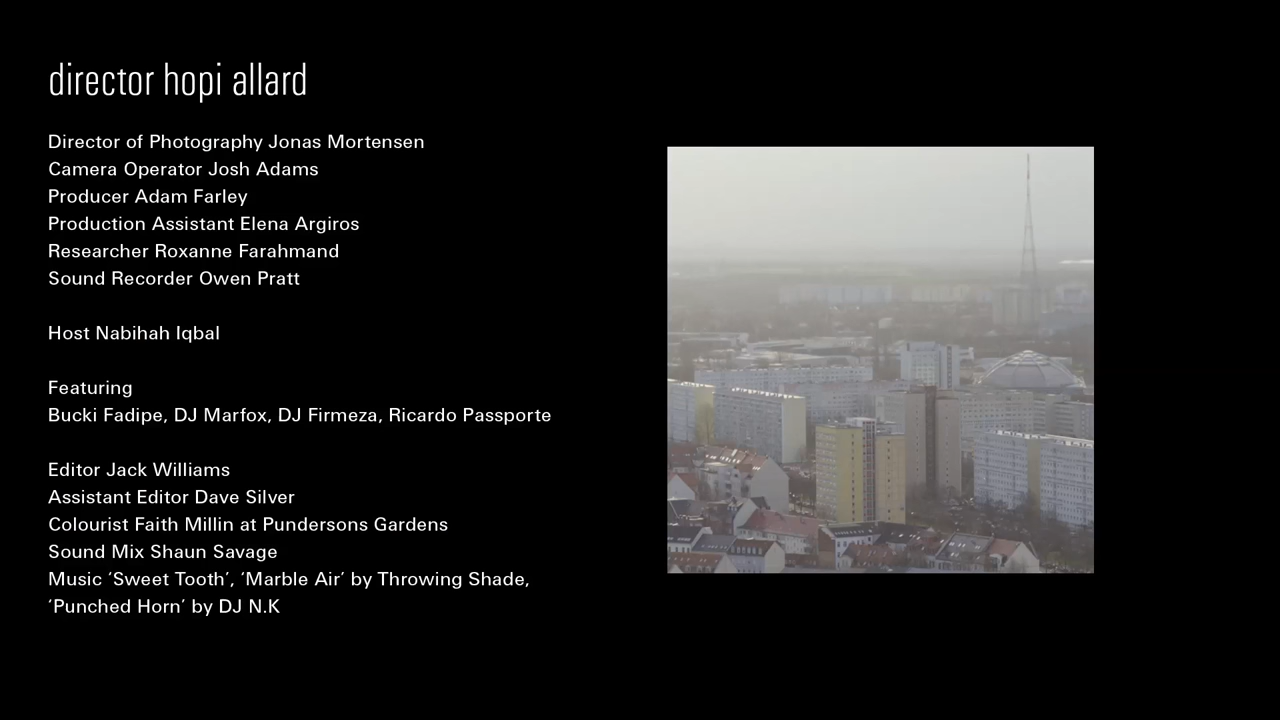 director hopi allard
Director of Photography Jonas Mortensen
Camera Operator Josh Adams
Producer Adam Farley
Production Assistant Elena Argiros
Researcher Roxanne Farahmand
Sound Recorder Owen Pratt
Host Nabihah Iqbal
Featuring
Bucki Fadipe, DJ Marfox, DJ Firmeza, Ricardo Passporte
Editor Jack Williams
Assistant Editor Dave Silver
Colourist Faith Millin at Pundersons Gardens
Sound Mix Shaun Savage
Music ‘Sweet Tooth’, ‘Marble Air’ by Throwing Shade,
‘Punched Horn’ by DJ N.K